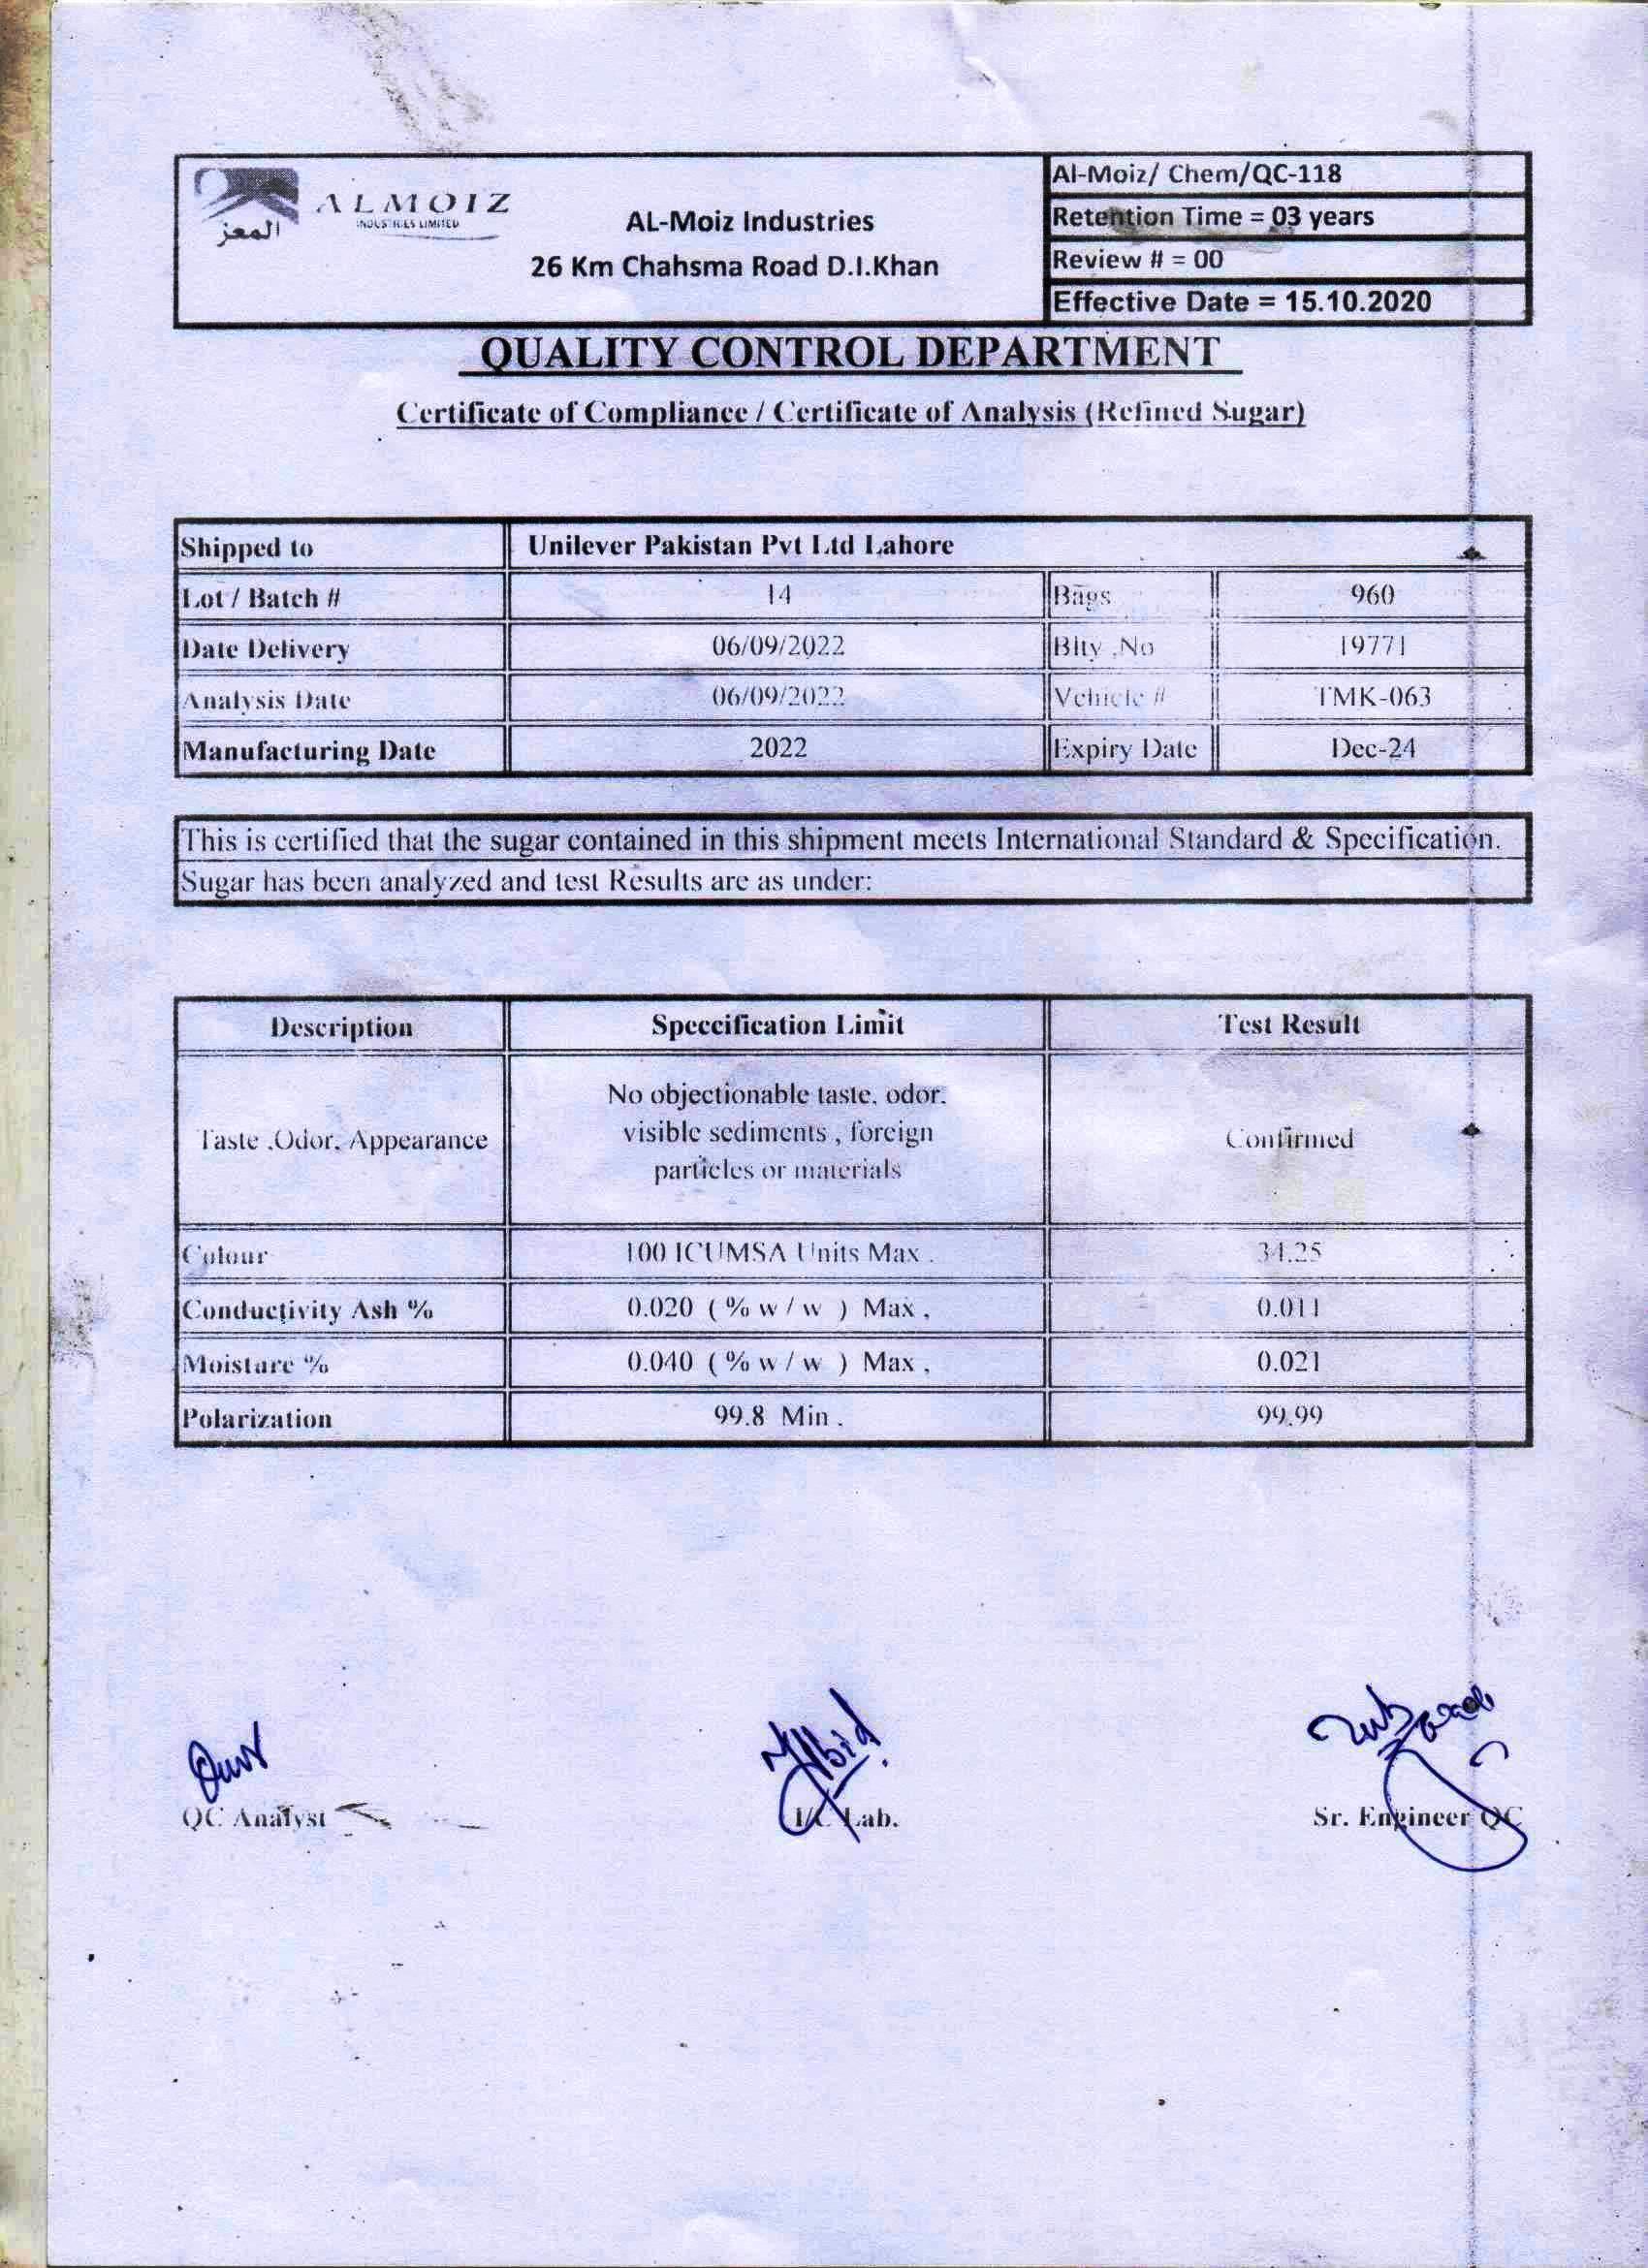 ALMOIZ
INDUSTRIES LIMITED
المعز
AL-Moiz Industries
26 Km Chahsma Road D.I.Khan
Al-Moiz/ Chem/QC-118
Retention Time = 03 years
Review # = 00
Effective Date = 15.10.2020
QUALITY CONTROL DEPARTMENT
Certificate of Compliance / Certificate of Analysis (Refined Sugar)
Shipped to Unilever Pakistan Pvt Ltd Lahore
Lot / Batch # 14 Bags 960
Date Delivery 06/09/2022 Blty .No 19771
Analysis Date 06/09/2022 Vehicle # TMK-063
Manufacturing Date 2022 Expiry Date Dec-24
This is certified that the sugar contained in this shipment meets International Standard & Specification.
Sugar has been analyzed and test Results are as under:
Description Speccification Limit Test Result
No objectionable taste, odor,
Taste ,Odor, Appearance visible sediments , foreign Confirmed
particles or materials
Colour 100 ICUMSA Units Max . 34.25
Conductivity Ash % 0.020 ( % w / w ) Max , 0.011
Moisture % 0.040 ( % w / w ) Max , 0.021
Polarization 99.8 Min . 99.99
QC Analyst I/C Lab. Sr. Engineer QC